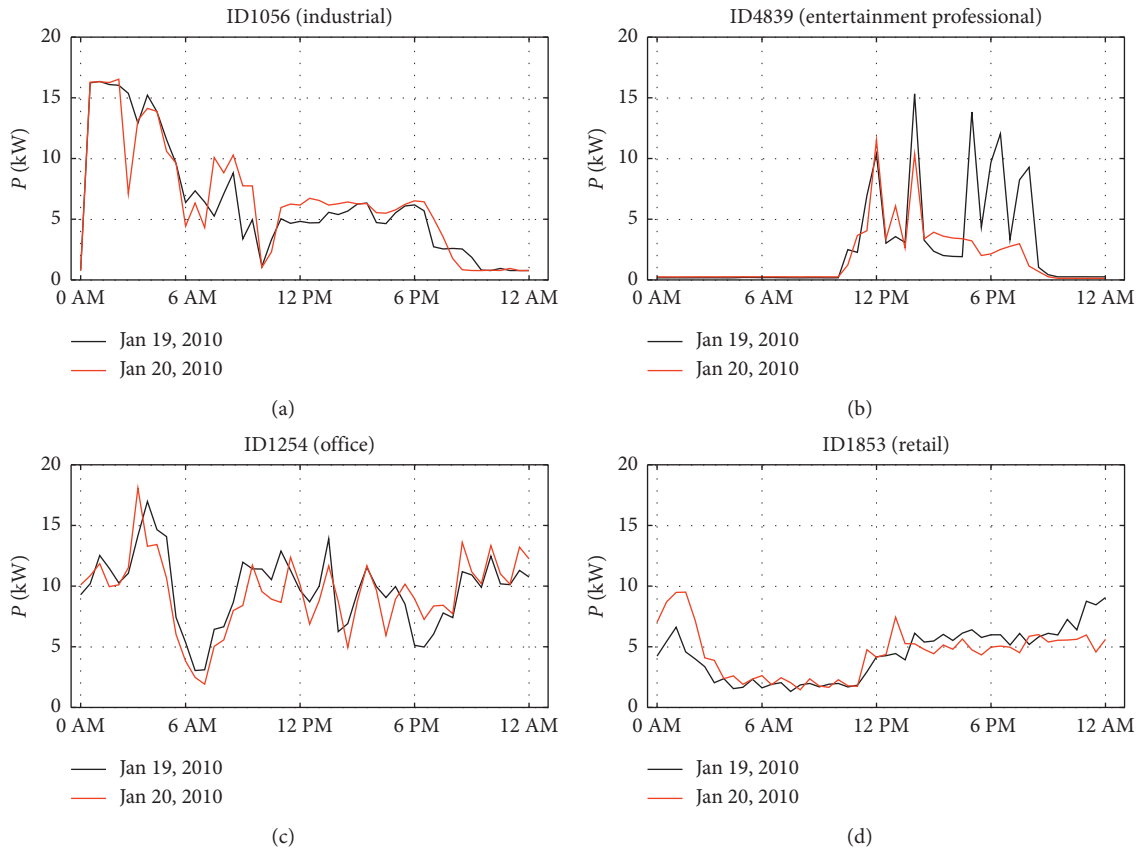 ID1056 (industrial)
20
15
10
5
0
P (kW)
0 AM 6 AM 12 PM 6 PM 12 AM
Jan 19, 2010
Jan 20, 2010
(a)
ID4839 (entertainment professional)
20
15
10
5
0
P (kW)
0 AM 6 AM 12 PM 6 PM 12 AM
Jan 19, 2010
Jan 20, 2010
(b)
ID1254 (office)
20
15
10
5
0
P (kW)
0 AM 6 AM 12 PM 6 PM 12 AM
Jan 19, 2010
Jan 20, 2010
(c)
ID1853 (retail)
20
15
10
5
0
P (kW)
0 AM 6 AM 12 PM 6 PM 12 AM
Jan 19, 2010
Jan 20, 2010
(d)